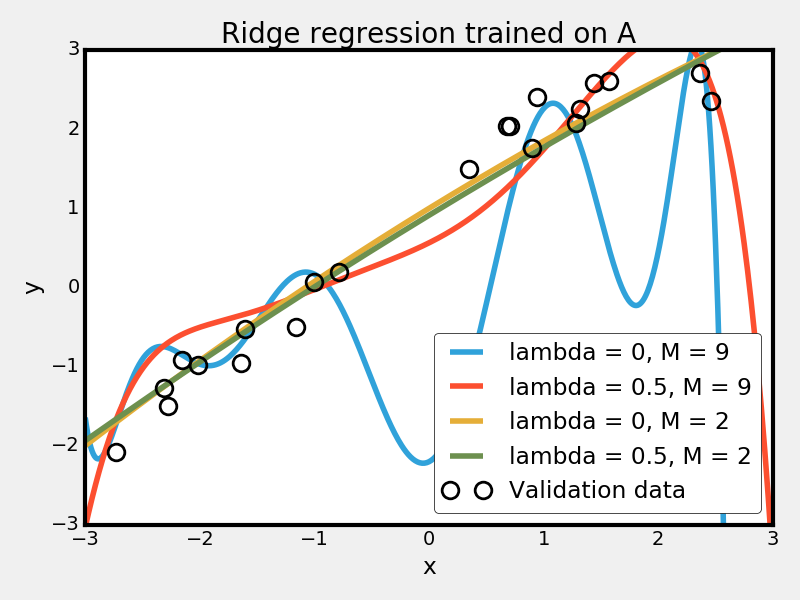 Ridge regression trained on A
3
2
1
0
−1
−2
−3
y
lambda = 0, M = 9
lambda = 0.5, M = 9
lambda = 0, M = 2
lambda = 0.5, M = 2
Validation data
−3 −2 −1 0 1 2 3
x